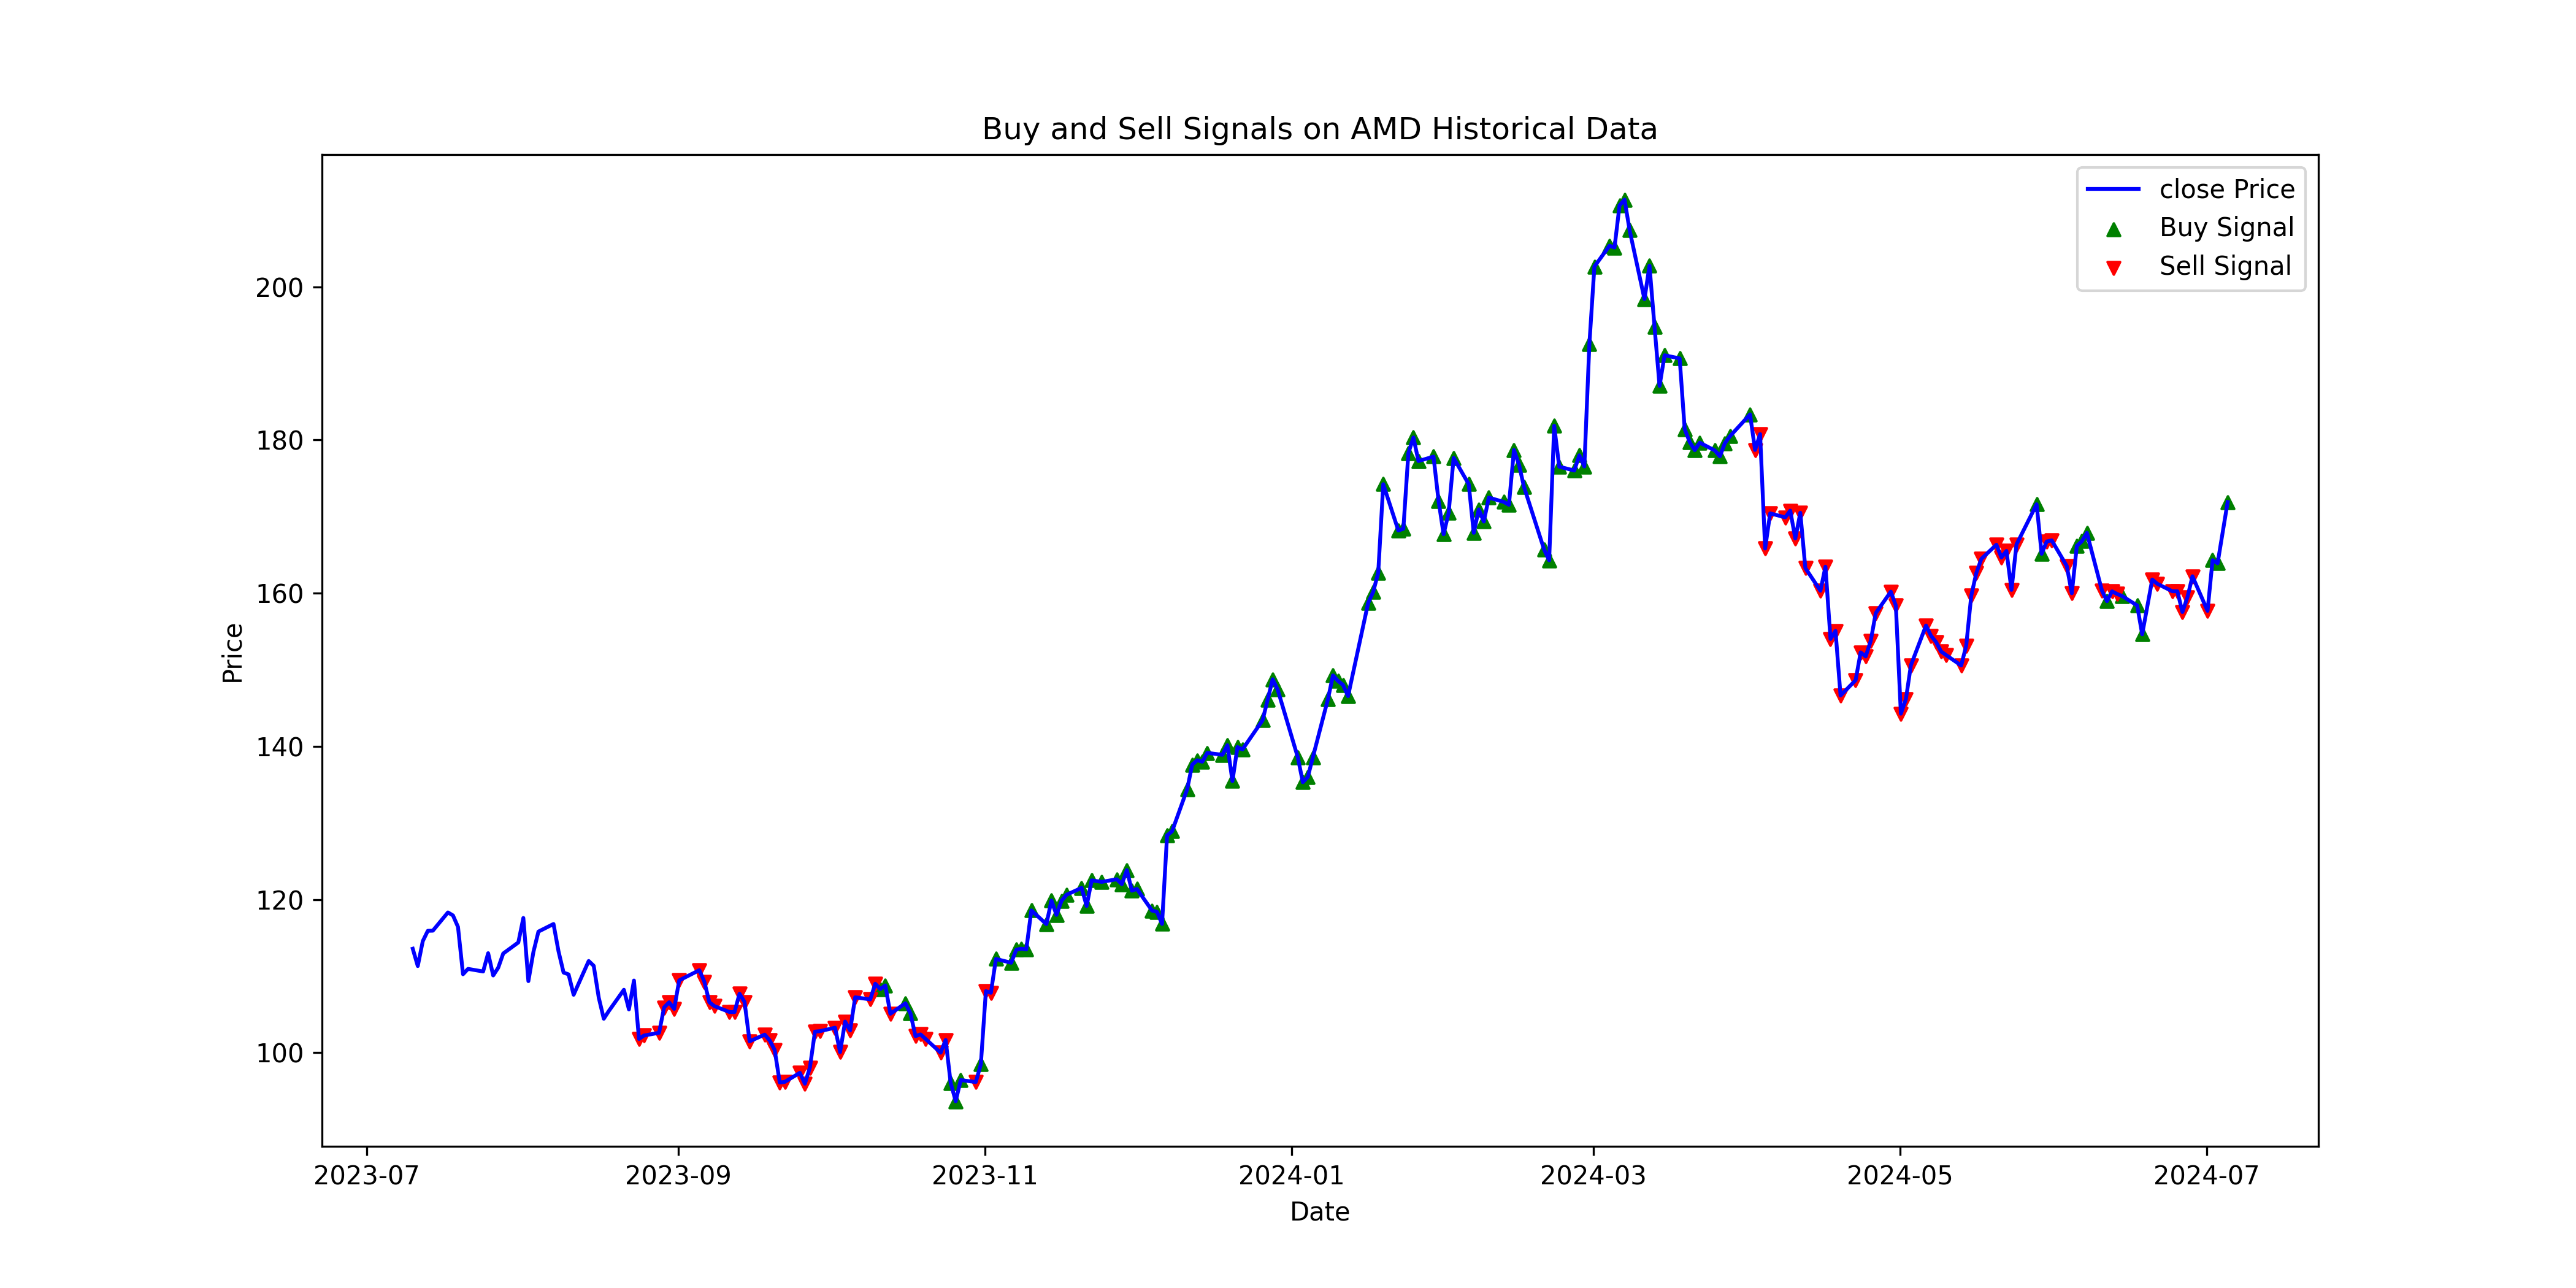 Buy and Sell Signals on AMD Historical Data
close Price
Buy Signal
Sell Signal
Price
200
180
160
140
120
100
2023-07 2023-09 2023-11 2024-01 2024-03 2024-05 2024-07
Date